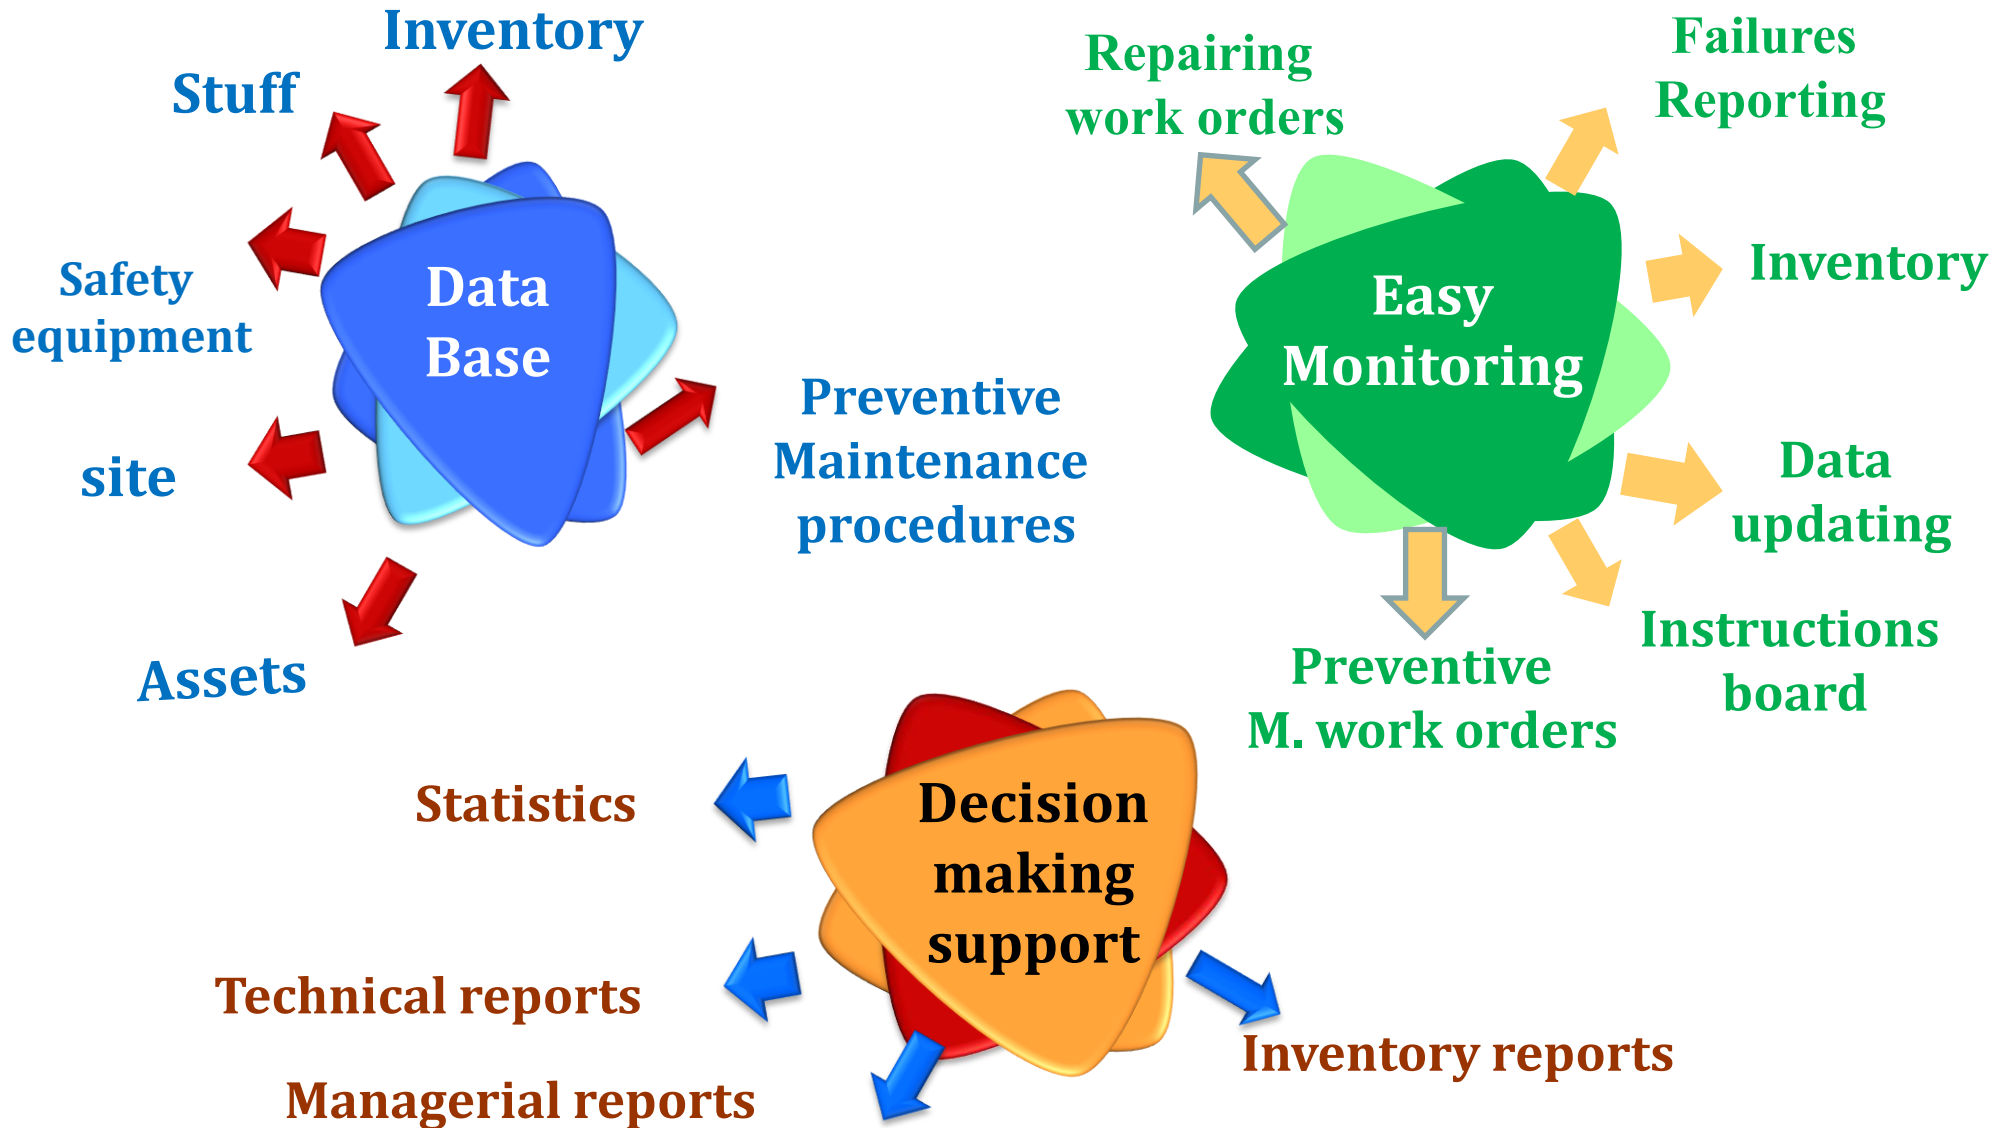 Inventory
Stuff
Safety
equipment
site
Assets
Data
Base
Preventive
Maintenance
procedures
Repairing
work orders
Failures
Reporting
Inventory
Easy
Monitoring
Data
updating
Instructions
board
Preventive
M. work orders
Decision
making
support
Statistics
Technical reports
Managerial reports
Inventory reports